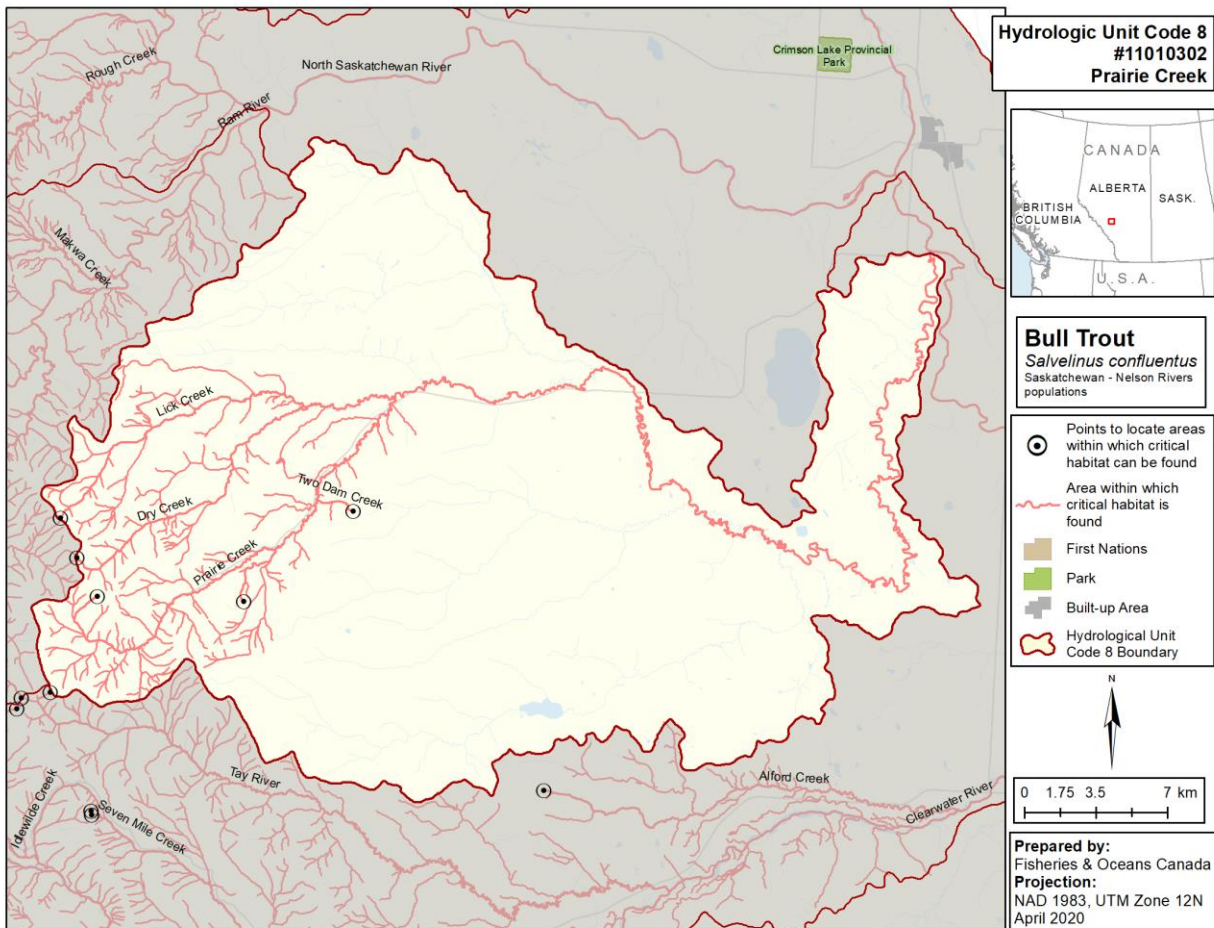 Hydrologic Unit Code 8
#11010302
Prairie Creek
Crimson Lake Provincial
Park
North Saskatchewan River
Rough Creek
Ram River
Makwa Creek
Lick Creek
Two Dam Creek
Dry Creek
Prairie Creek
Tay River
Alford Creek
Clearwater River
Idlewilde Creek
Seven Mile Creek
CANADA
ALBERTA
SASK.
BRITISH
COLUMBIA
U.S.A.
Bull Trout
Salvelinus confluentus
Saskatchewan - Nelson Rivers
populations
Points to locate areas
within which critical
habitat can be found
Area within which
critical habitat is
found
First Nations
Park
Built-up Area
Hydrological Unit
Code 8 Boundary
N
0 1.75 3.5 7 km
Prepared by:
Fisheries & Oceans Canada
Projection:
NAD 1983, UTM Zone 12N
April 2020